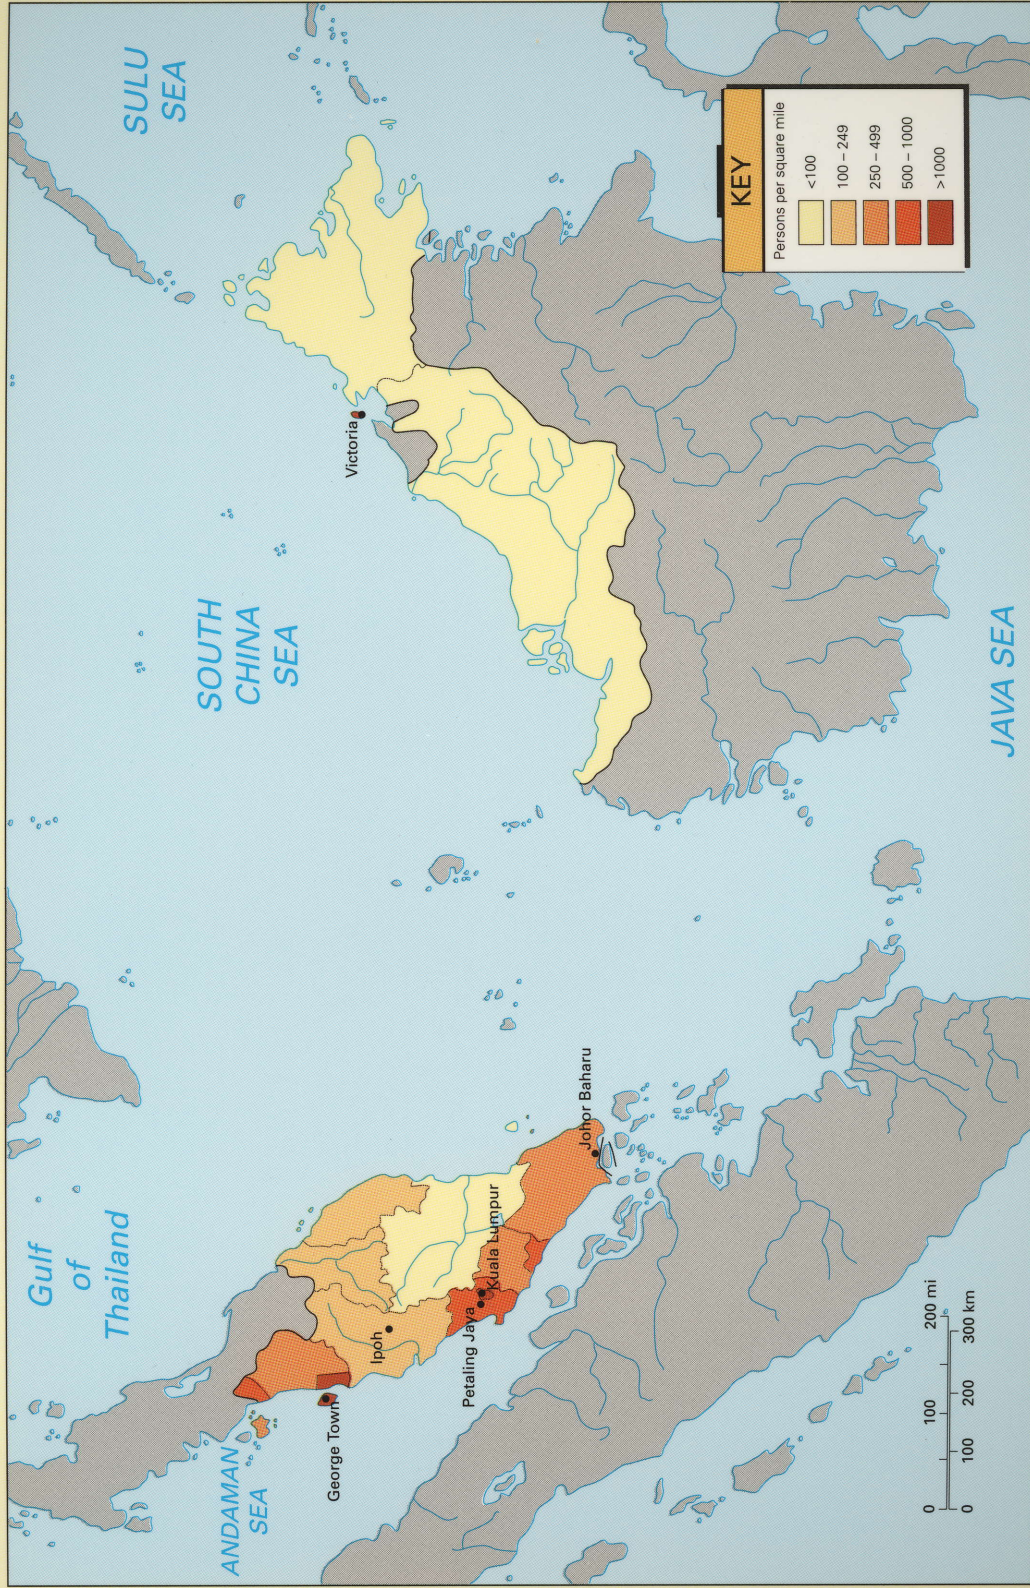 SULU
SEA
SOUTH
CHINA
SEA
JAVA SEA
Gulf
of
Thailand
ANDAMAN
SEA
Victoria
George Town
Ipoh
Petaling Jaya
Kuala Lumpur
Johor Baharu
KEY
Persons per square mile
<100
100 – 249
250 – 499
500 – 1000
>1000
0 100 200 mi
0 100 200 300 km